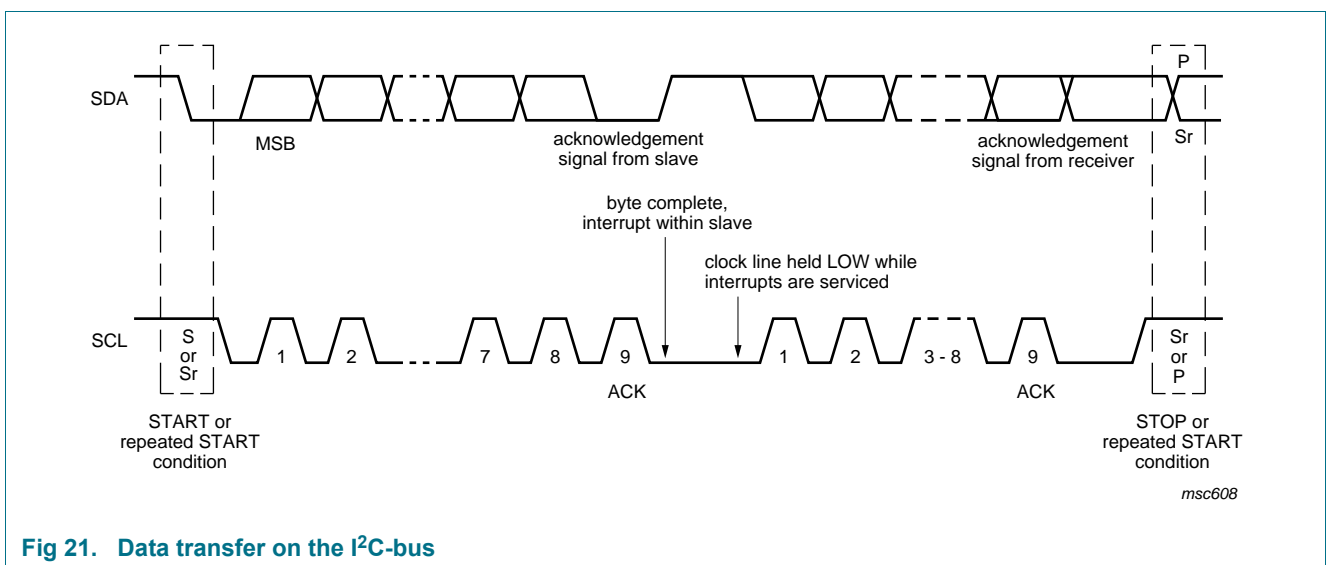 P
SDA
MSB
acknowledgement
signal from slave
acknowledgement
signal from receiver
Sr
byte complete,
interrupt within slave
clock line held LOW while
interrupts are serviced
SCL
S
or
Sr
1
2
7
8
9
1
2
3 - 8
9
Sr
or
P
ACK
ACK
START or
repeated START
condition
STOP or
repeated START
condition
msc608
Fig 21. Data transfer on the I²C-bus